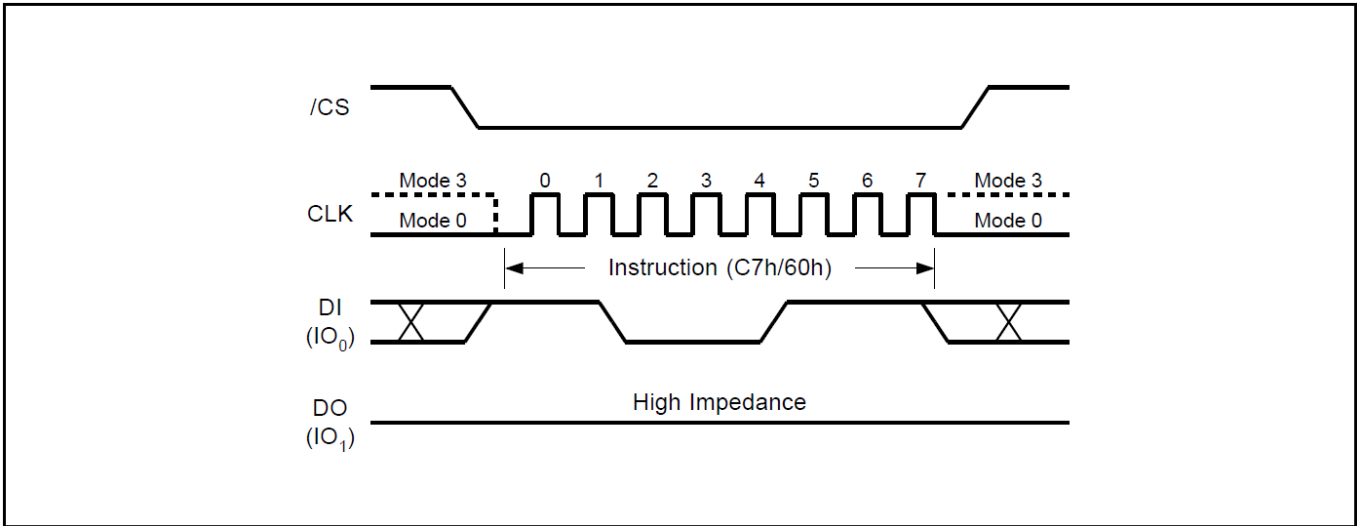 /CS
Mode 3 0 1 2 3 4 5 6 7 Mode 3
CLK
Mode 0 Mode 0
Instruction (C7h/60h)
DI
(IO0)
High Impedance
DO
(IO1)